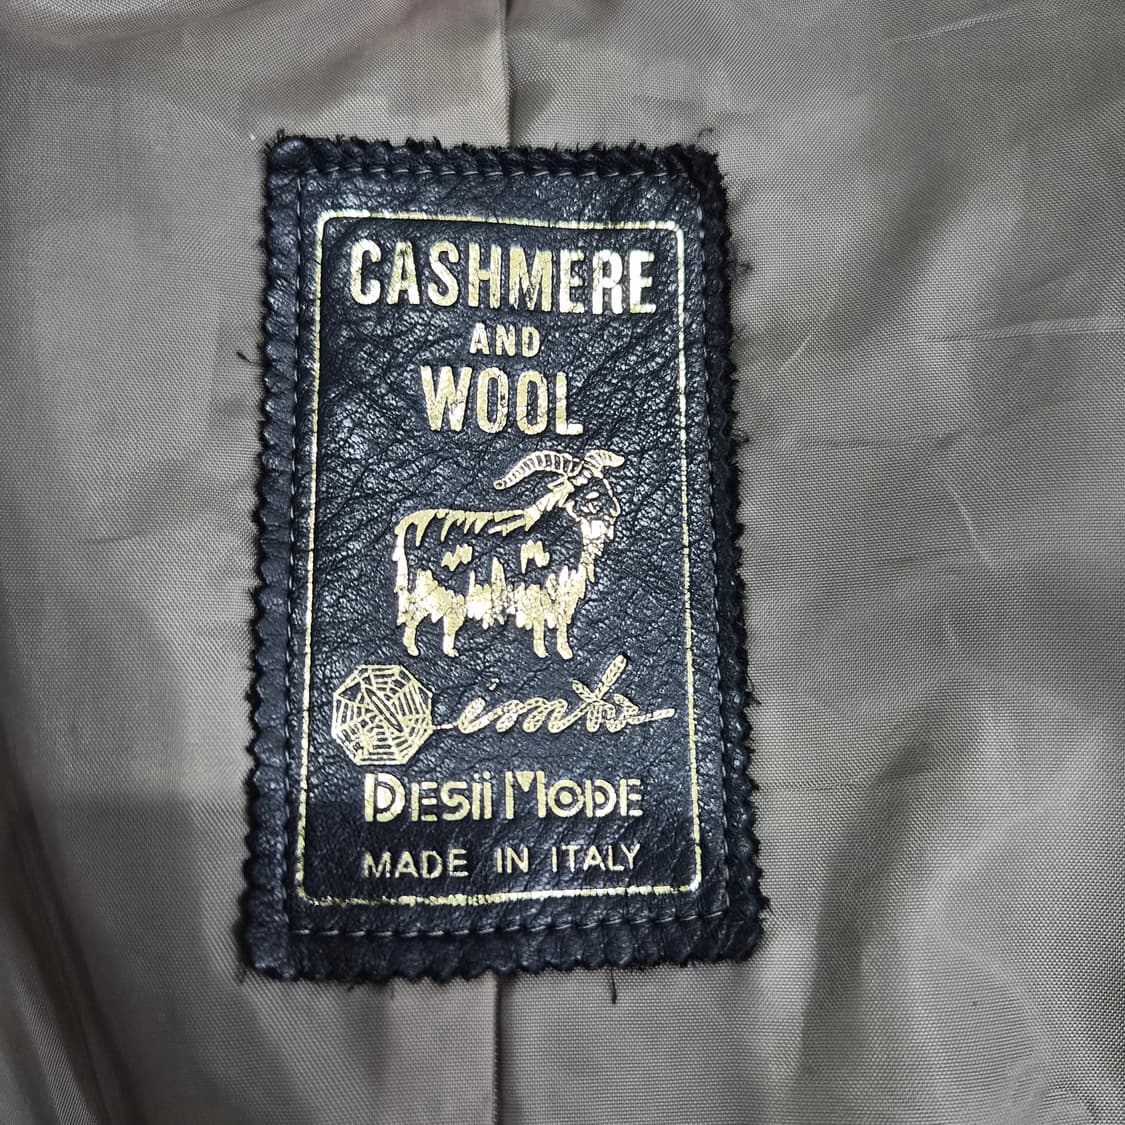 CASHMERE
AND
WOOL
DESii MODE
MADE IN ITALY